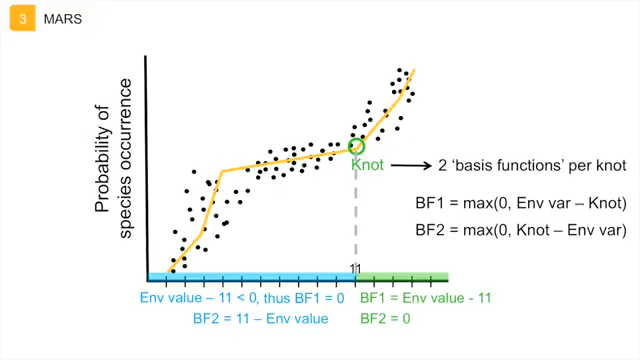 3 MARS
Probability of
species occurrence
Knot → 2 ‘basis functions’ per knot
BF1 = max(0, Env var – Knot)
BF2 = max(0, Knot – Env var)
11
Env value – 11 < 0, thus BF1 = 0
BF2 = 11 – Env value
BF1 = Env value - 11
BF2 = 0